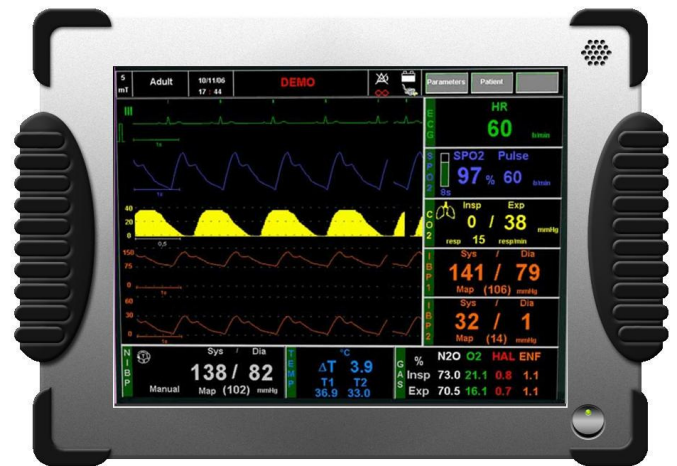 5
mT
Adult
10/11/06
17 : 44
DEMO
Parameters
Patient
III
1s
ECG
HR
60
b/min
SPO2
SPO2 Pulse
97 % 60
b/min
8s
1s
40
20
0
0,5
CO2
Insp Exp
0 / 38
mmHg
resp 15 resp/min
150
75
0
1s
IBP1
Sys / Dia
141 / 79
Map (106) mmHg
60
30
0
1s
IBP2
Sys / Dia
32 / 1
Map (14) mmHg
NIBP
Sys / Dia
138 / 82
Manual Map (102) mmHg
TEMP
°C
ΔT 3.9
T1 T2
36.9 33.0
GAS
% N2O O2 HAL ENF
Insp 73.0 21.1 0.8 1.1
Exp 70.5 16.1 0.7 1.1